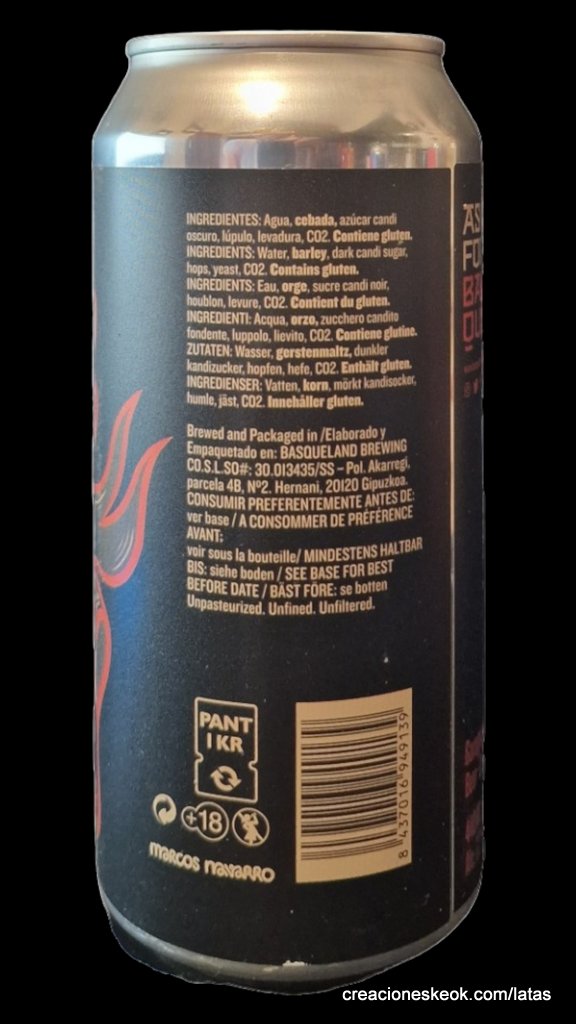 INGREDIENTES: Agua, cebada, azúcar candi
oscuro, lúpulo, levadura, CO2. Contiene gluten.
INGREDIENTS: Water, barley, dark candi sugar,
hops, yeast, CO2. Contains gluten.
INGREDIENTS: Eau, orge, sucre candi noir,
houblon, levure, CO2. Contient du gluten.
INGREDIENTI: Acqua, orzo, zucchero candito
fondente, luppolo, lievito, CO2. Contiene glutine.
ZUTATEN: Wasser, gerstenmaltz, dunkler
kandizucker, hopfen, hefe, CO2. Enthält gluten.
INGREDIENSER: Vatten, korn, mörkt kandisocker,
humle, jäst, CO2. Innehåller gluten.
Brewed and Packaged in /Elaborado y
Empaquetado en: BASQUELAND BREWING
CO.S.L.SO#: 30.013435/SS – Pol. Akarregi,
parcela 4B, Nº2. Hernani, 20120 Gipuzkoa.
CONSUMIR PREFERENTEMENTE ANTES DE:
ver base / A CONSOMMER DE PRÉFÉRENCE
AVANT:
voir sous la bouteille/ MINDESTENS HALTBAR
BIS: siehe boden / SEE BASE FOR BEST
BEFORE DATE / BÄST FÖRE: se botten
Unpasteurized. Unfined. Unfiltered.
PANT
1 KR
+18
marcos navarro
8 437016 949139
AS
FO
BA
QU
creacioneskeok.com/latas